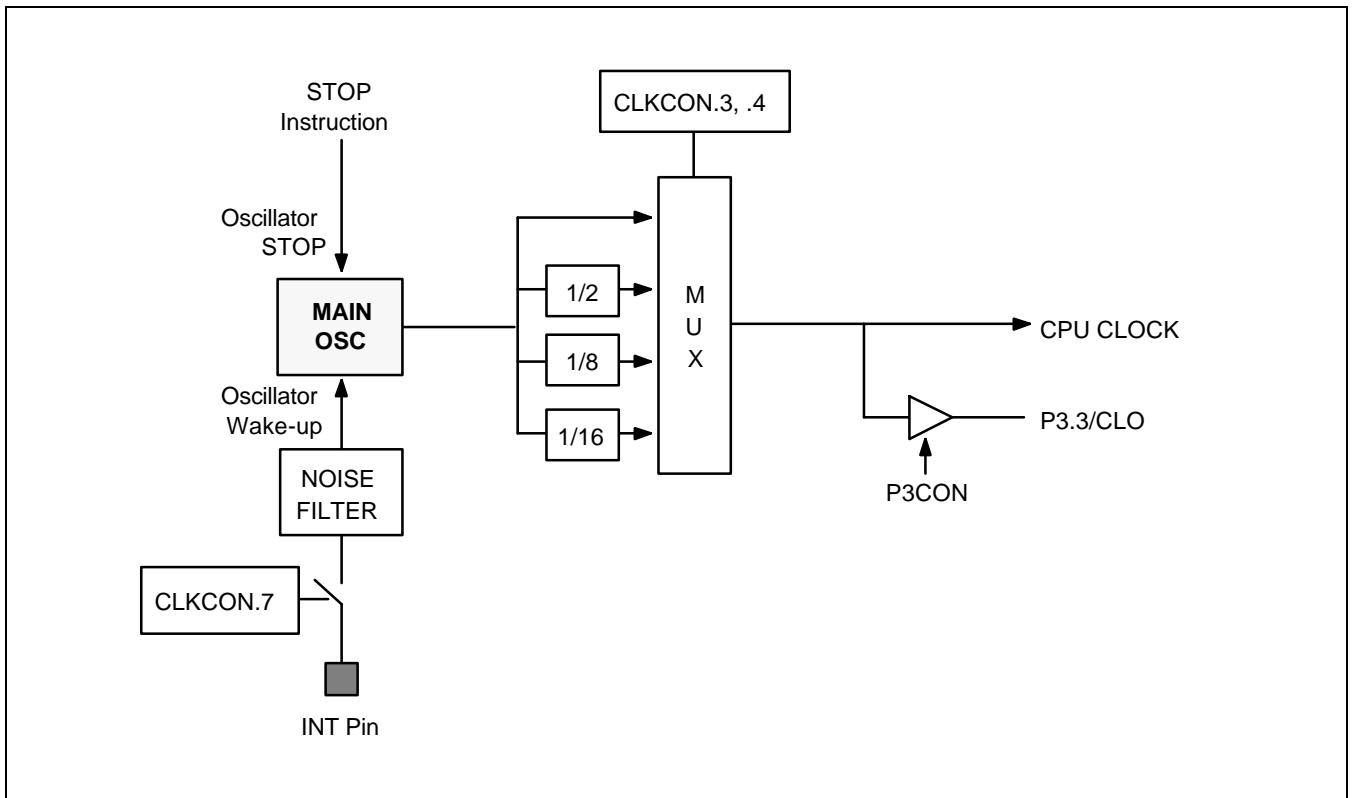 STOP
Instruction
CLKCON.3, .4
Oscillator
STOP
MAIN
OSC
1/2
1/8
1/16
M
U
X
CPU CLOCK
P3.3/CLO
P3CON
Oscillator
Wake-up
NOISE
FILTER
CLKCON.7
INT Pin